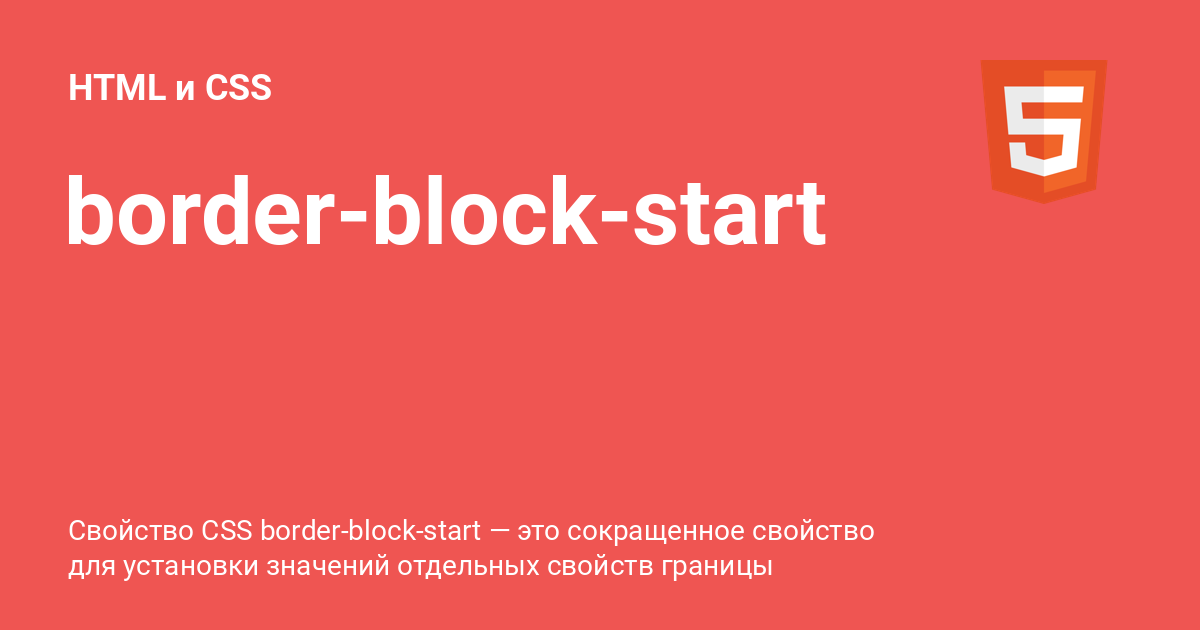 HTML и CSS
border-block-start
Свойство CSS border-block-start — это сокращенное свойство
для установки значений отдельных свойств границы